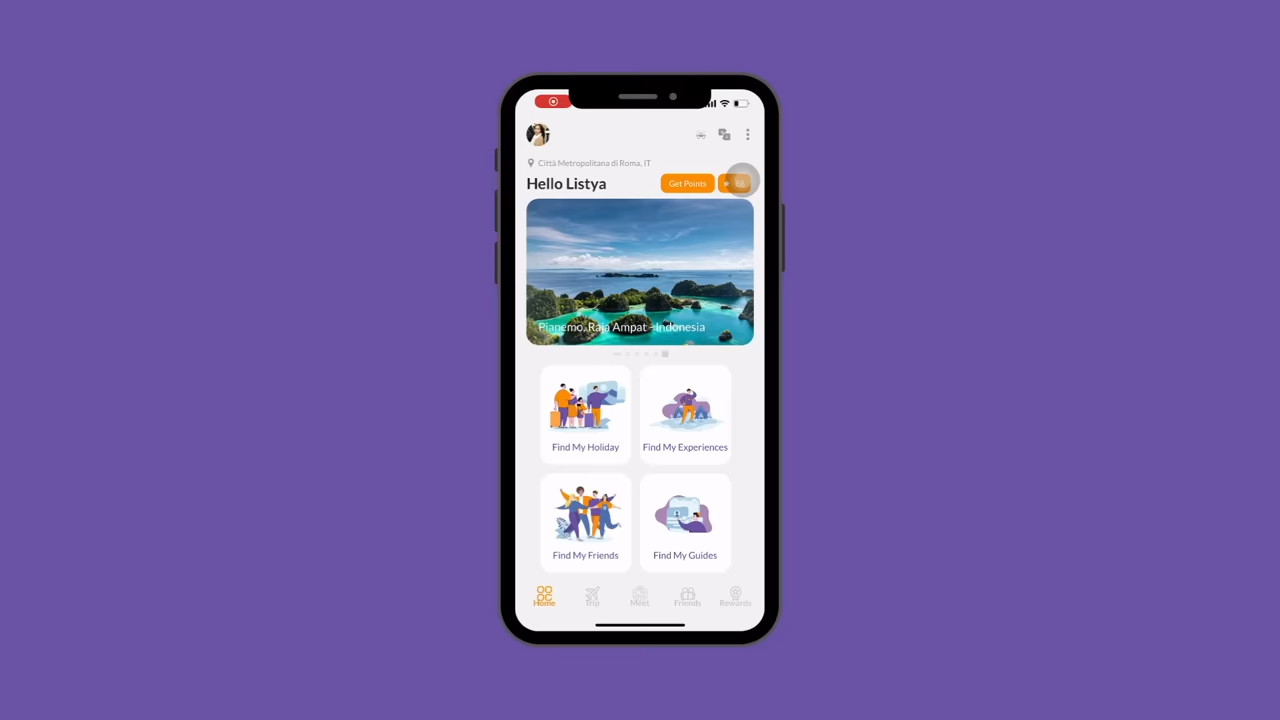 Città Metropolitana di Roma, IT
Hello Listya
Get Points
Pianemo, Raja Ampat - Indonesia
Find My Holiday
Find My Experiences
Find My Friends
Find My Guides
Home
Trip
Meet
Friends
Rewards